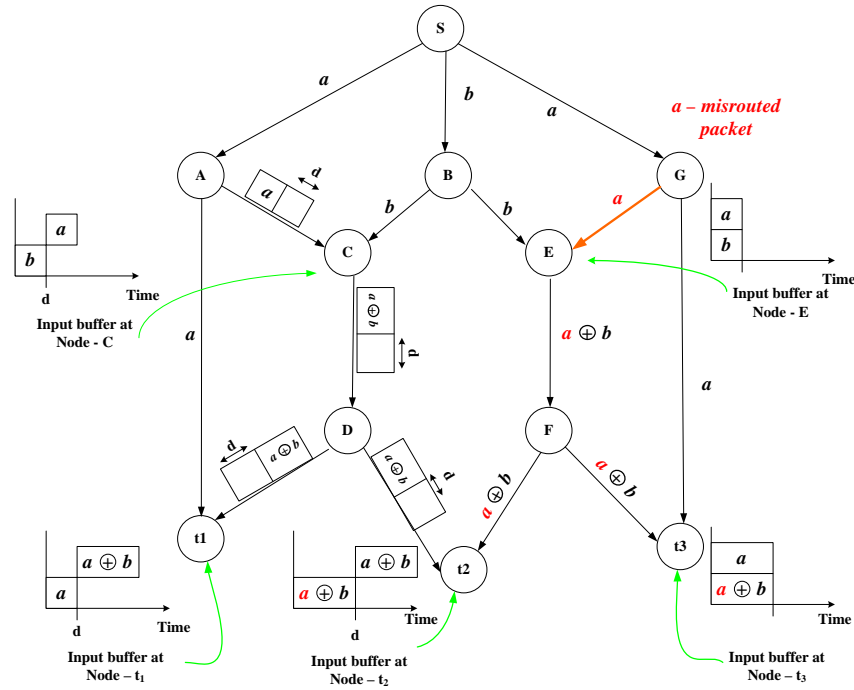 S
a
b
a
a – misrouted
packet
A
B
G
d
a
b
b
a
C
E
a
b
d
Time
Input buffer at
Node - C
a
b
Time
Input buffer at
Node - E
a
a ⊕ b
d
a ⊕ b
a
D
F
d
a ⊕ b
a ⊕ b
d
a ⊕ b
a ⊕ b
t1
t2
t3
a ⊕ b
a
d
Time
Input buffer at
Node – t₁
a ⊕ b
a ⊕ b
d
Time
Input buffer at
Node – t₂
a
a ⊕ b
Time
Input buffer at
Node – t₃